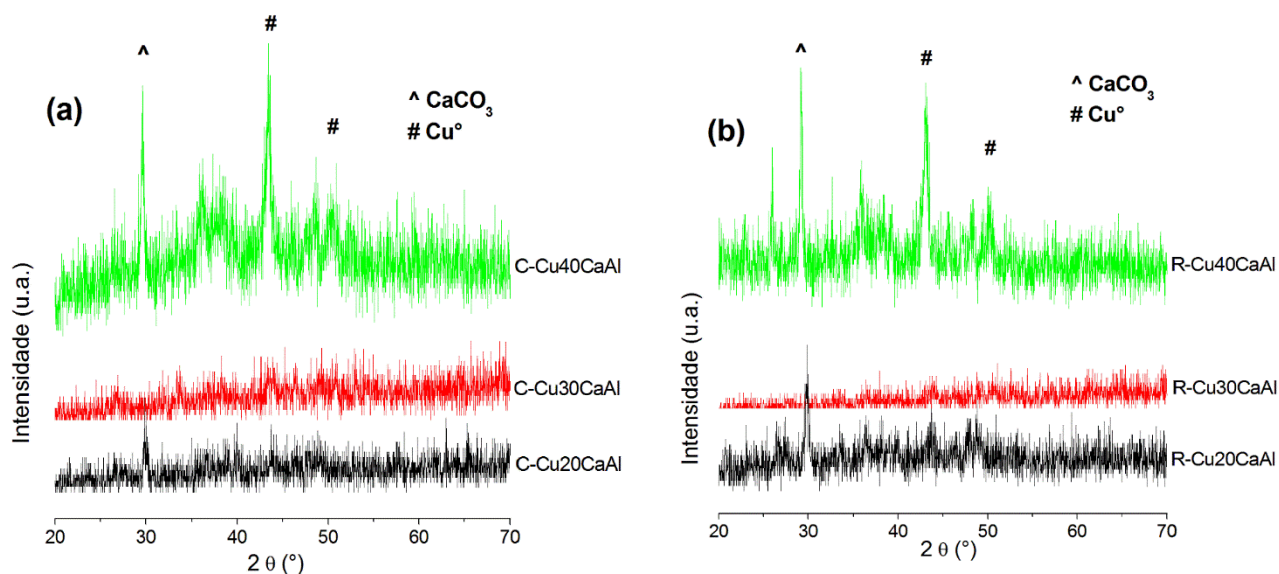 #
^
(a)
^ CaCO₃
# Cu°
#
C-Cu40CaAl
C-Cu30CaAl
C-Cu20CaAl
Intensidade (u.a.)
20 30 40 50 60 70
2 θ (°)
^
#
(b)
^ CaCO₃
# Cu°
#
R-Cu40CaAl
R-Cu30CaAl
R-Cu20CaAl
Intensidade (u.a.)
20 30 40 50 60 70
2 θ (°)